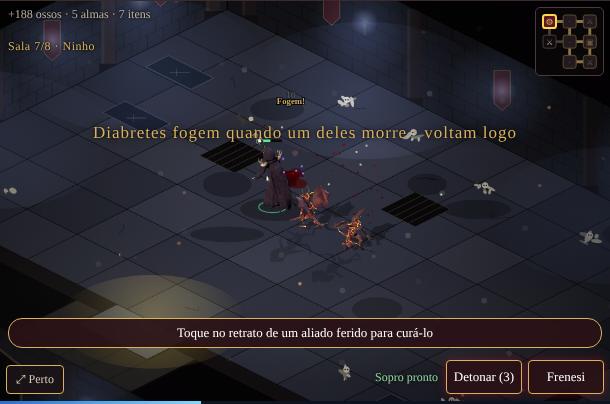 +188 ossos · 5 almas · 7 itens
Sala 7/8 · Ninho
Fogem!
Diabretes fogem quando um deles morre, voltam logo
Toque no retrato de um aliado ferido para curá-lo
Perto
Sopro pronto
Detonar (3)
Frenesi